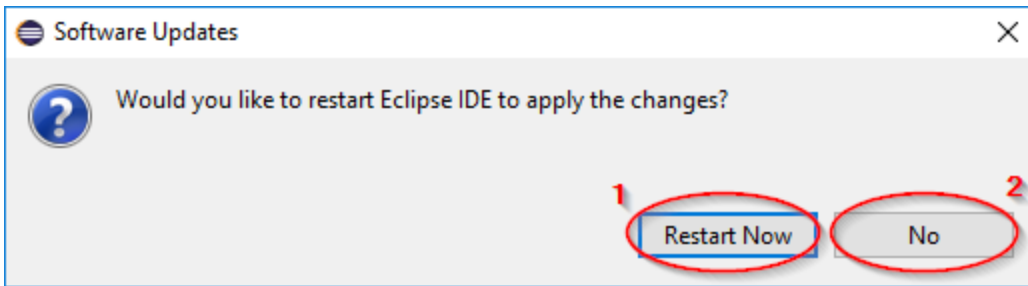 Software Updates
Would you like to restart Eclipse IDE to apply the changes?
1
2
Restart Now
No